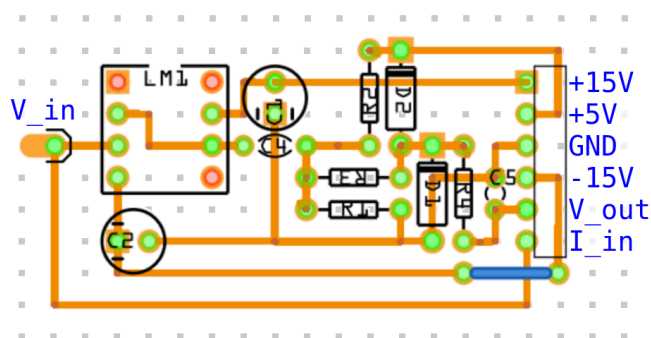 LM1
R2
D2
+15V
V_in
+5V
C4
GND
R3
D1
R4
C5
-15V
R1
V_out
C2
I_in